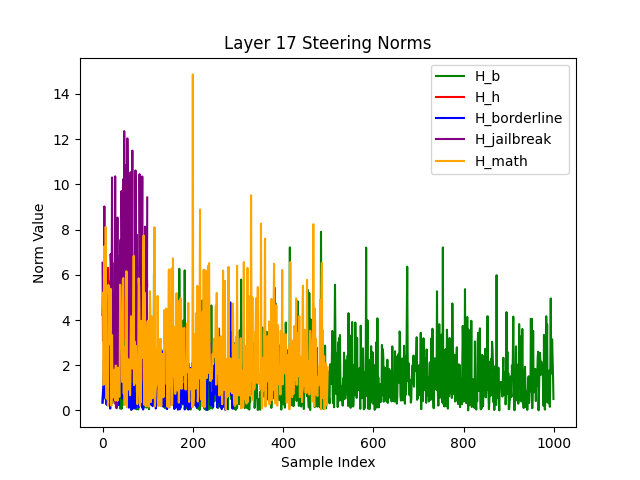 Layer 17 Steering Norms
H_b
H_h
H_borderline
H_jailbreak
H_math
14
12
10
8
6
4
2
0
Norm Value
0
200
400
600
800
1000
Sample Index